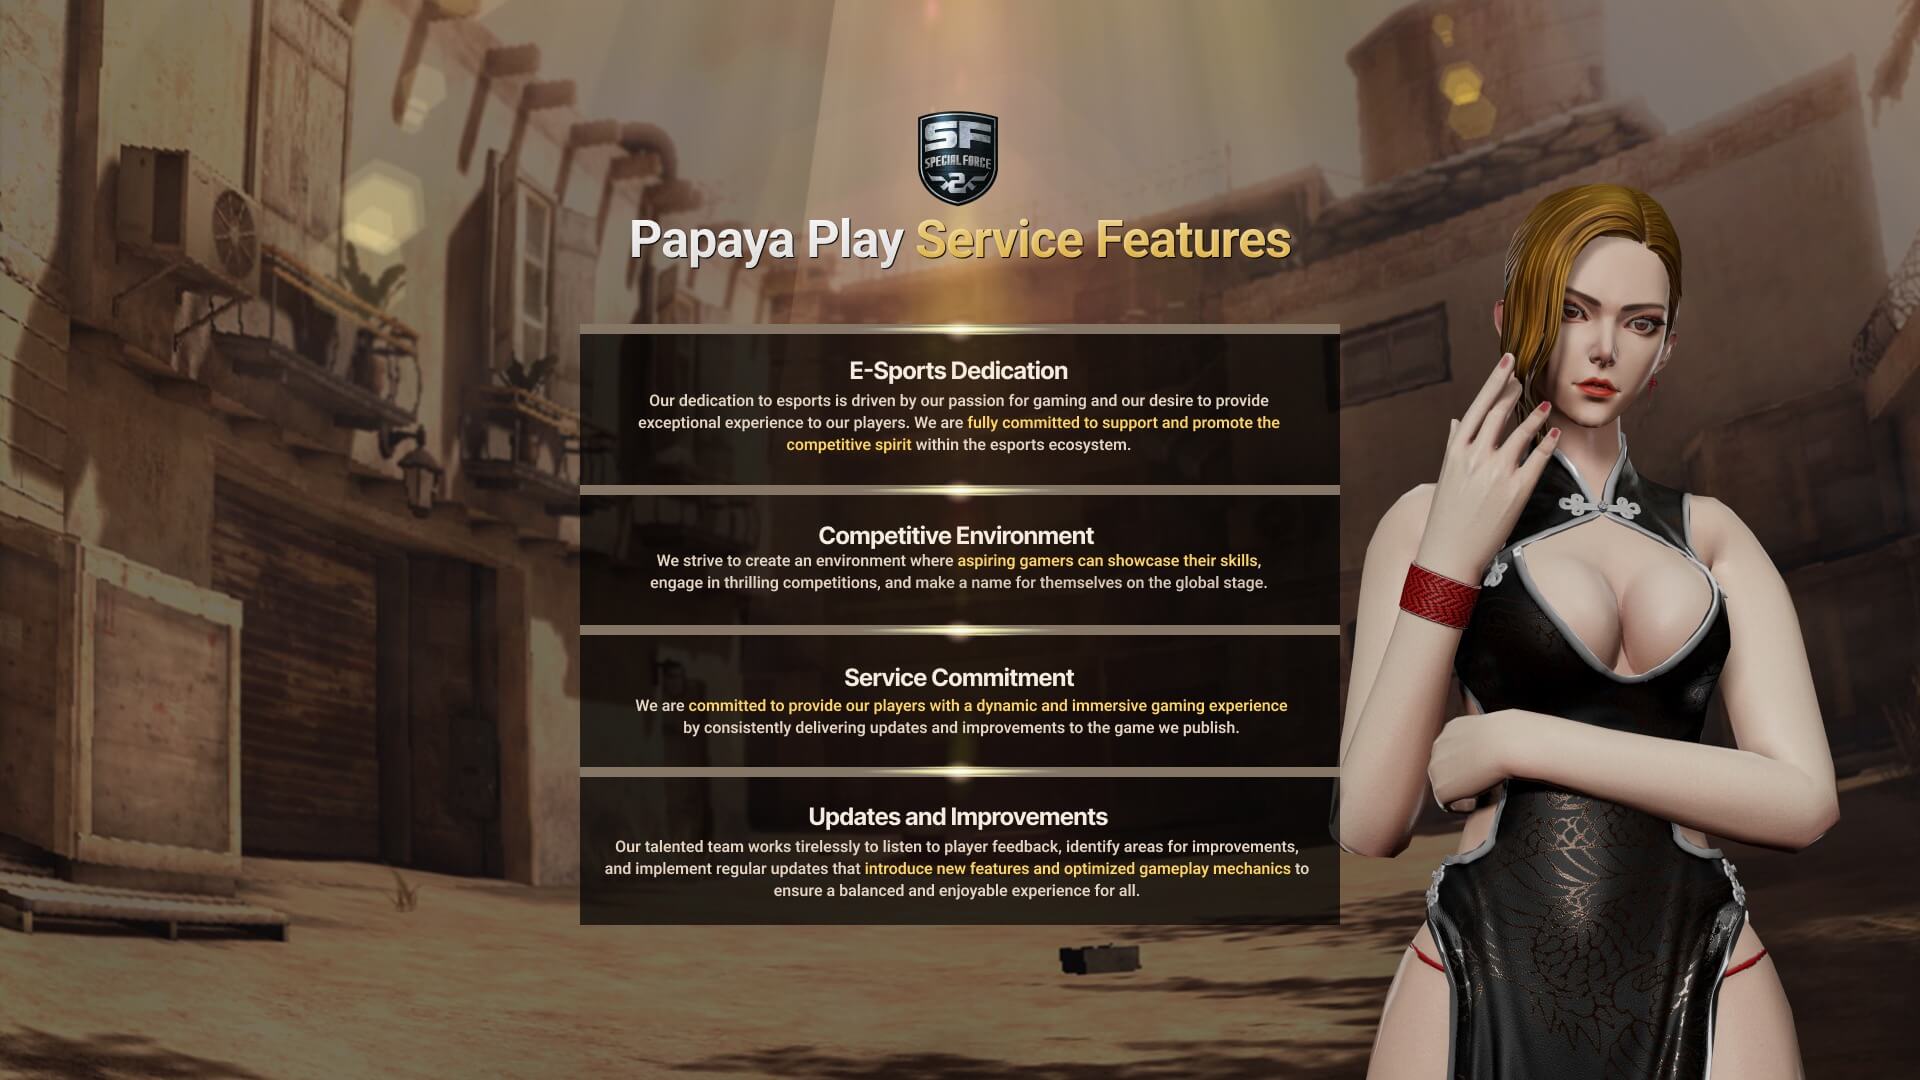 SF
SPECIAL FORCE
2
Papaya Play Service Features
E-Sports Dedication
Our dedication to esports is driven by our passion for gaming and our desire to provide
exceptional experience to our players. We are fully committed to support and promote the
competitive spirit within the esports ecosystem.
Competitive Environment
We strive to create an environment where aspiring gamers can showcase their skills,
engage in thrilling competitions, and make a name for themselves on the global stage.
Service Commitment
We are committed to provide our players with a dynamic and immersive gaming experience
by consistently delivering updates and improvements to the game we publish.
Updates and Improvements
Our talented team works tirelessly to listen to player feedback, identify areas for improvements,
and implement regular updates that introduce new features and optimized gameplay mechanics to
ensure a balanced and enjoyable experience for all.